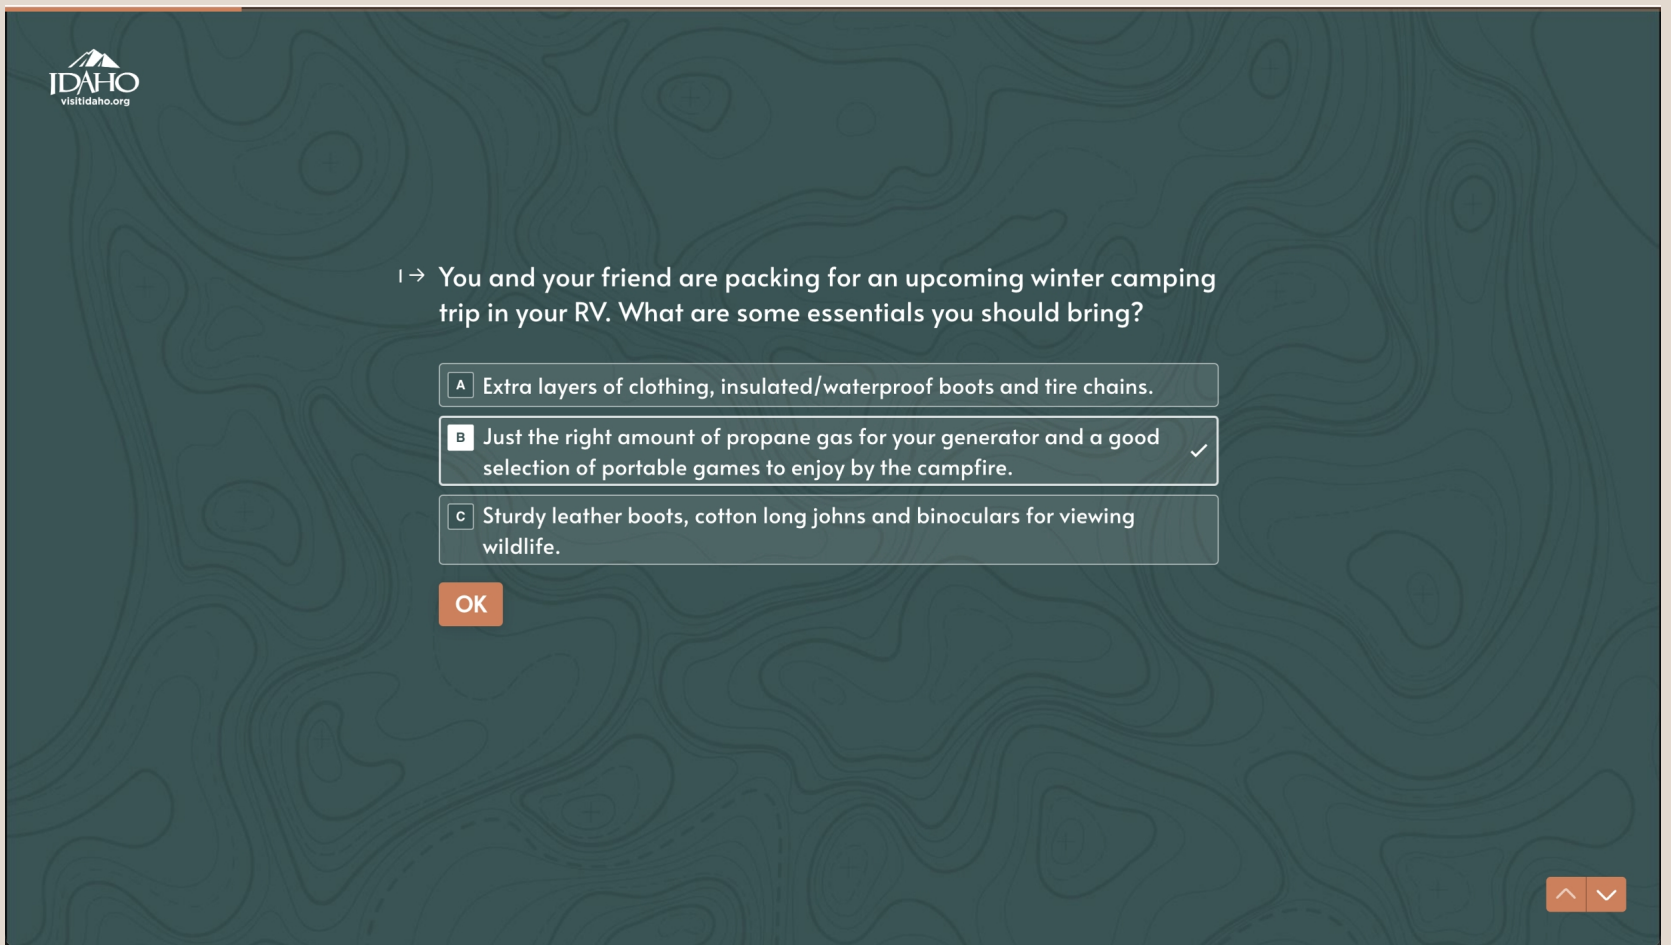 IDAHO
visitidaho.org
1→ You and your friend are packing for an upcoming winter camping
trip in your RV. What are some essentials you should bring?
A Extra layers of clothing, insulated/waterproof boots and tire chains.
B Just the right amount of propane gas for your generator and a good
selection of portable games to enjoy by the campfire.
C Sturdy leather boots, cotton long johns and binoculars for viewing
wildlife.
OK